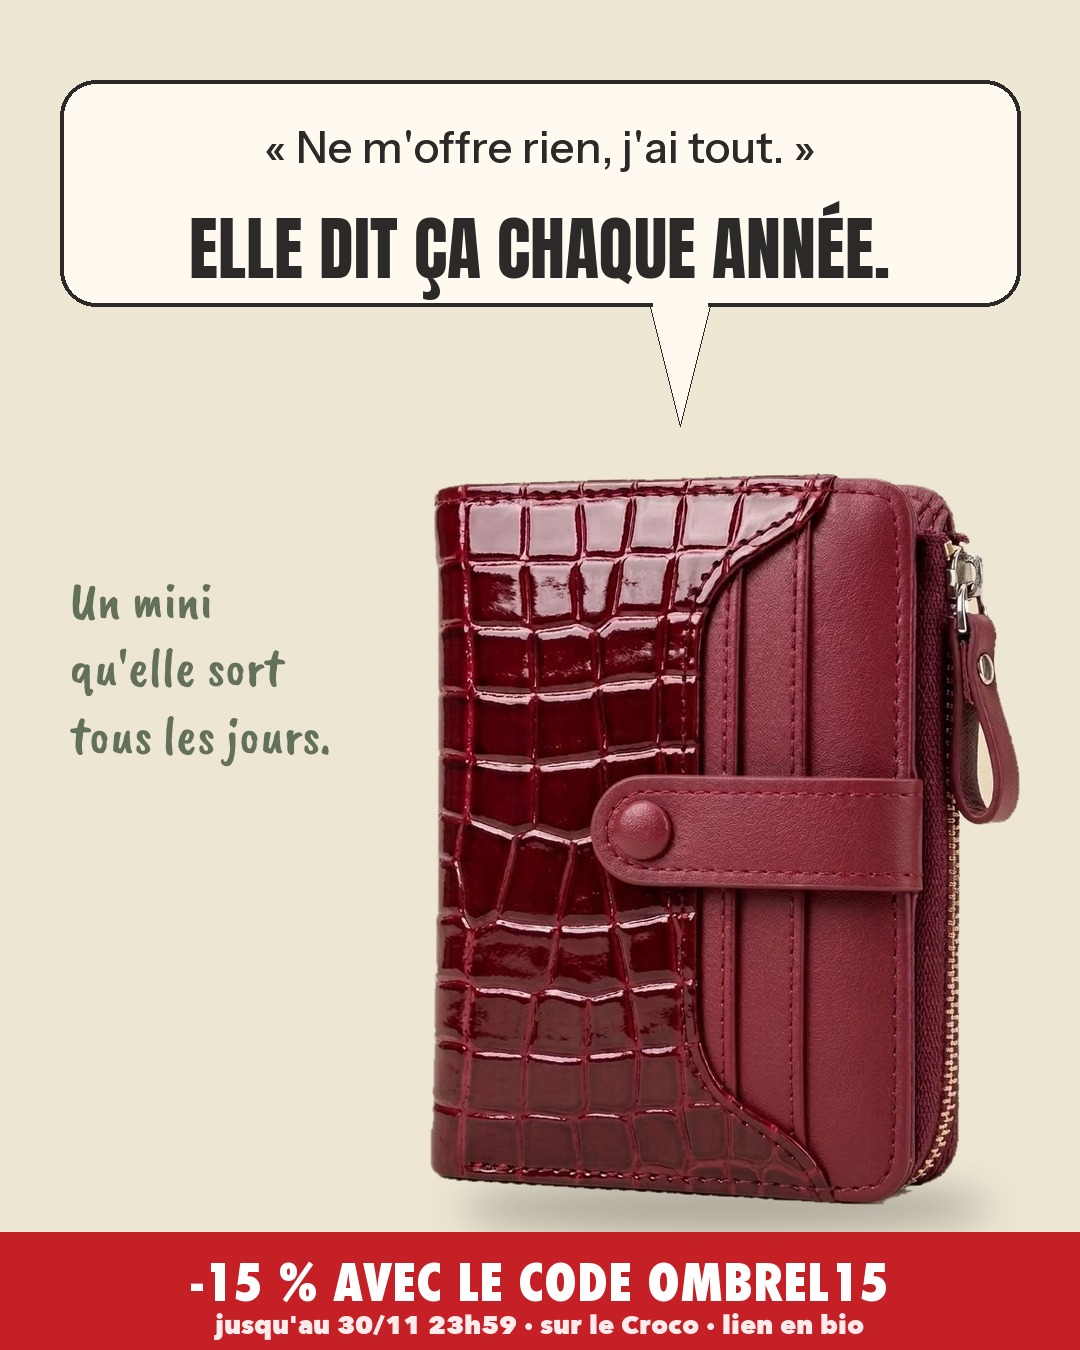 « Ne m'offre rien, j'ai tout. »
ELLE DIT ÇA CHAQUE ANNÉE.
Un mini
qu'elle sort
tous les jours.
-15 % AVEC LE CODE OMBREL15
jusqu'au 30/11 23h59 · sur le Croco · lien en bio